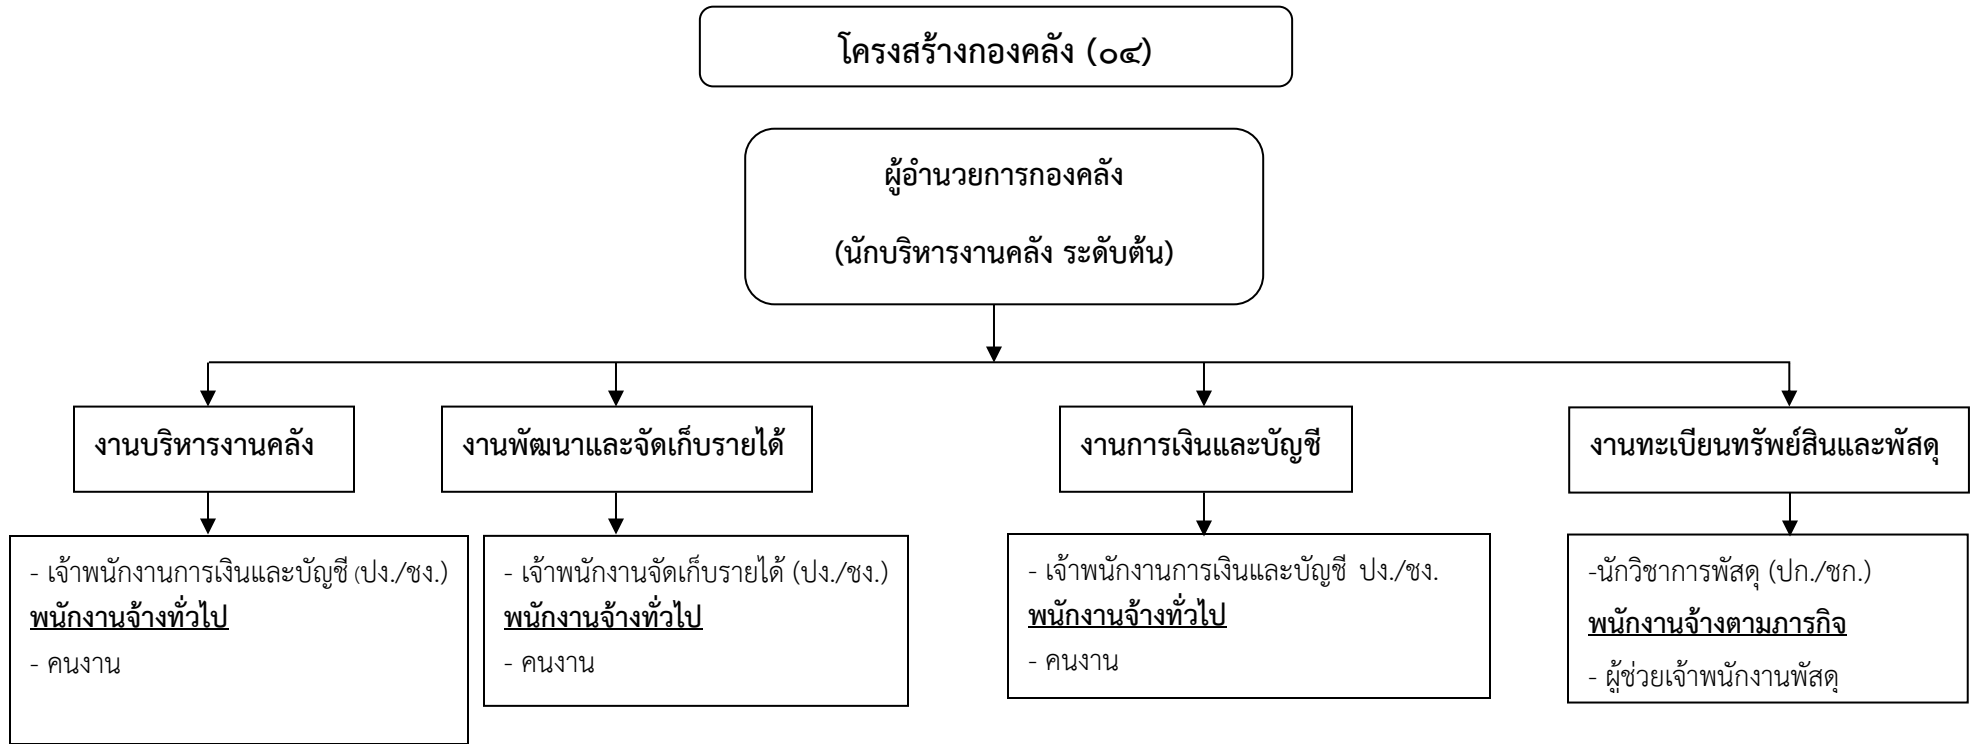 โครงสร้างกองคลัง (๐๔)
ผู้อำนวยการกองคลัง
(นักบริหารงานคลัง ระดับต้น)
งานบริหารงานคลัง
งานพัฒนาและจัดเก็บรายได้
งานการเงินและบัญชี
งานทะเบียนทรัพย์สินและพัสดุ
- เจ้าพนักงานการเงินและบัญชี (ปง./ชง.)
พนักงานจ้างทั่วไป
- คนงาน
- เจ้าพนักงานจัดเก็บรายได้ (ปง./ชง.)
พนักงานจ้างทั่วไป
- คนงาน
- เจ้าพนักงานการเงินและบัญชี ปง./ชง.
พนักงานจ้างทั่วไป
- คนงาน
-นักวิชาการพัสดุ (ปก./ชก.)
พนักงานจ้างตามภารกิจ
- ผู้ช่วยเจ้าพนักงานพัสดุ